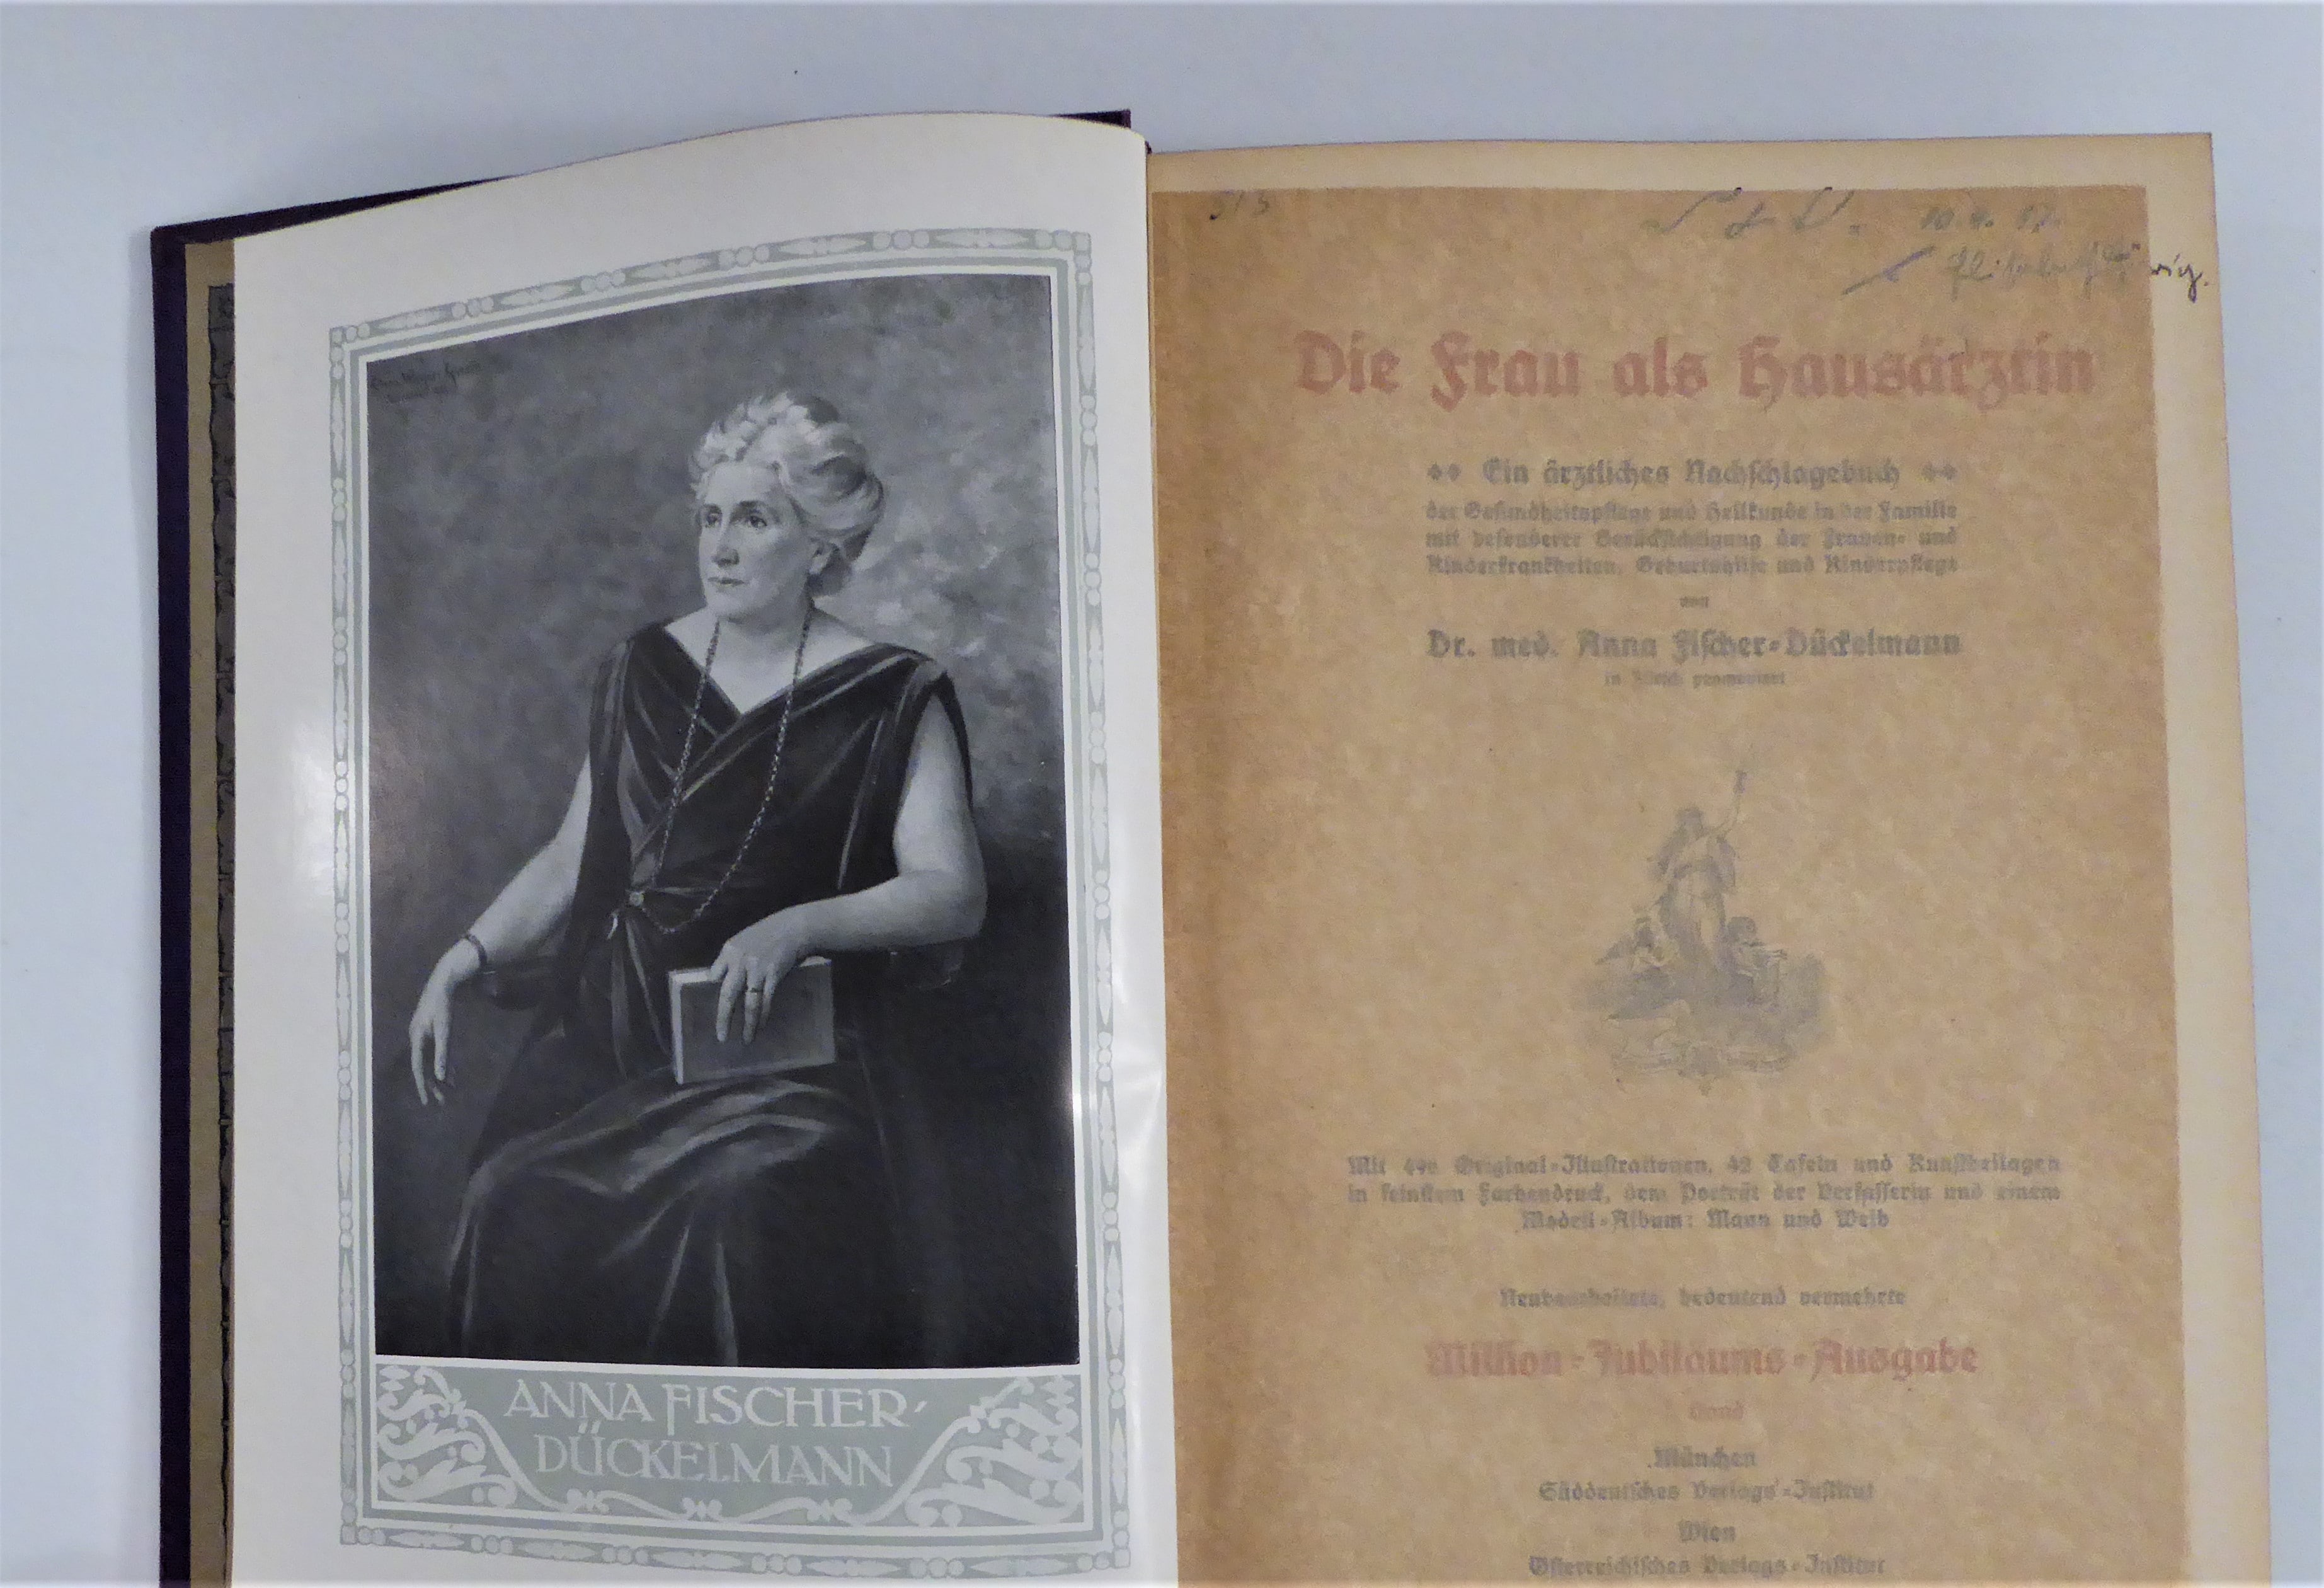 ANNA FISCHER-
DÜCKELMANN
Die Frau als Hausärztin
Ein ärztliches Nachschlagebuch
der Gesundheitspflege und Heilkunde in der Familie
mit besonderer Berücksichtigung der Frauen- und
Kinderkrankheiten, Geburtshilfe und Kinderpflege
von
Dr. med. Anna Fischer-Dückelmann
in Zürich promoviert
Mit Original-Illustrationen, 42 Tafeln und Kunstbeilagen
in feinstem Farbendruck, dem Porträt der Verfasserin und einem
Modell-Album: Mann und Weib
Neubearbeitete, bedeutend vermehrte
Million-Jubiläums-Ausgabe
München
Süddeutsches Verlags-Institut
Wien
Österreichisches Verlags-Institut